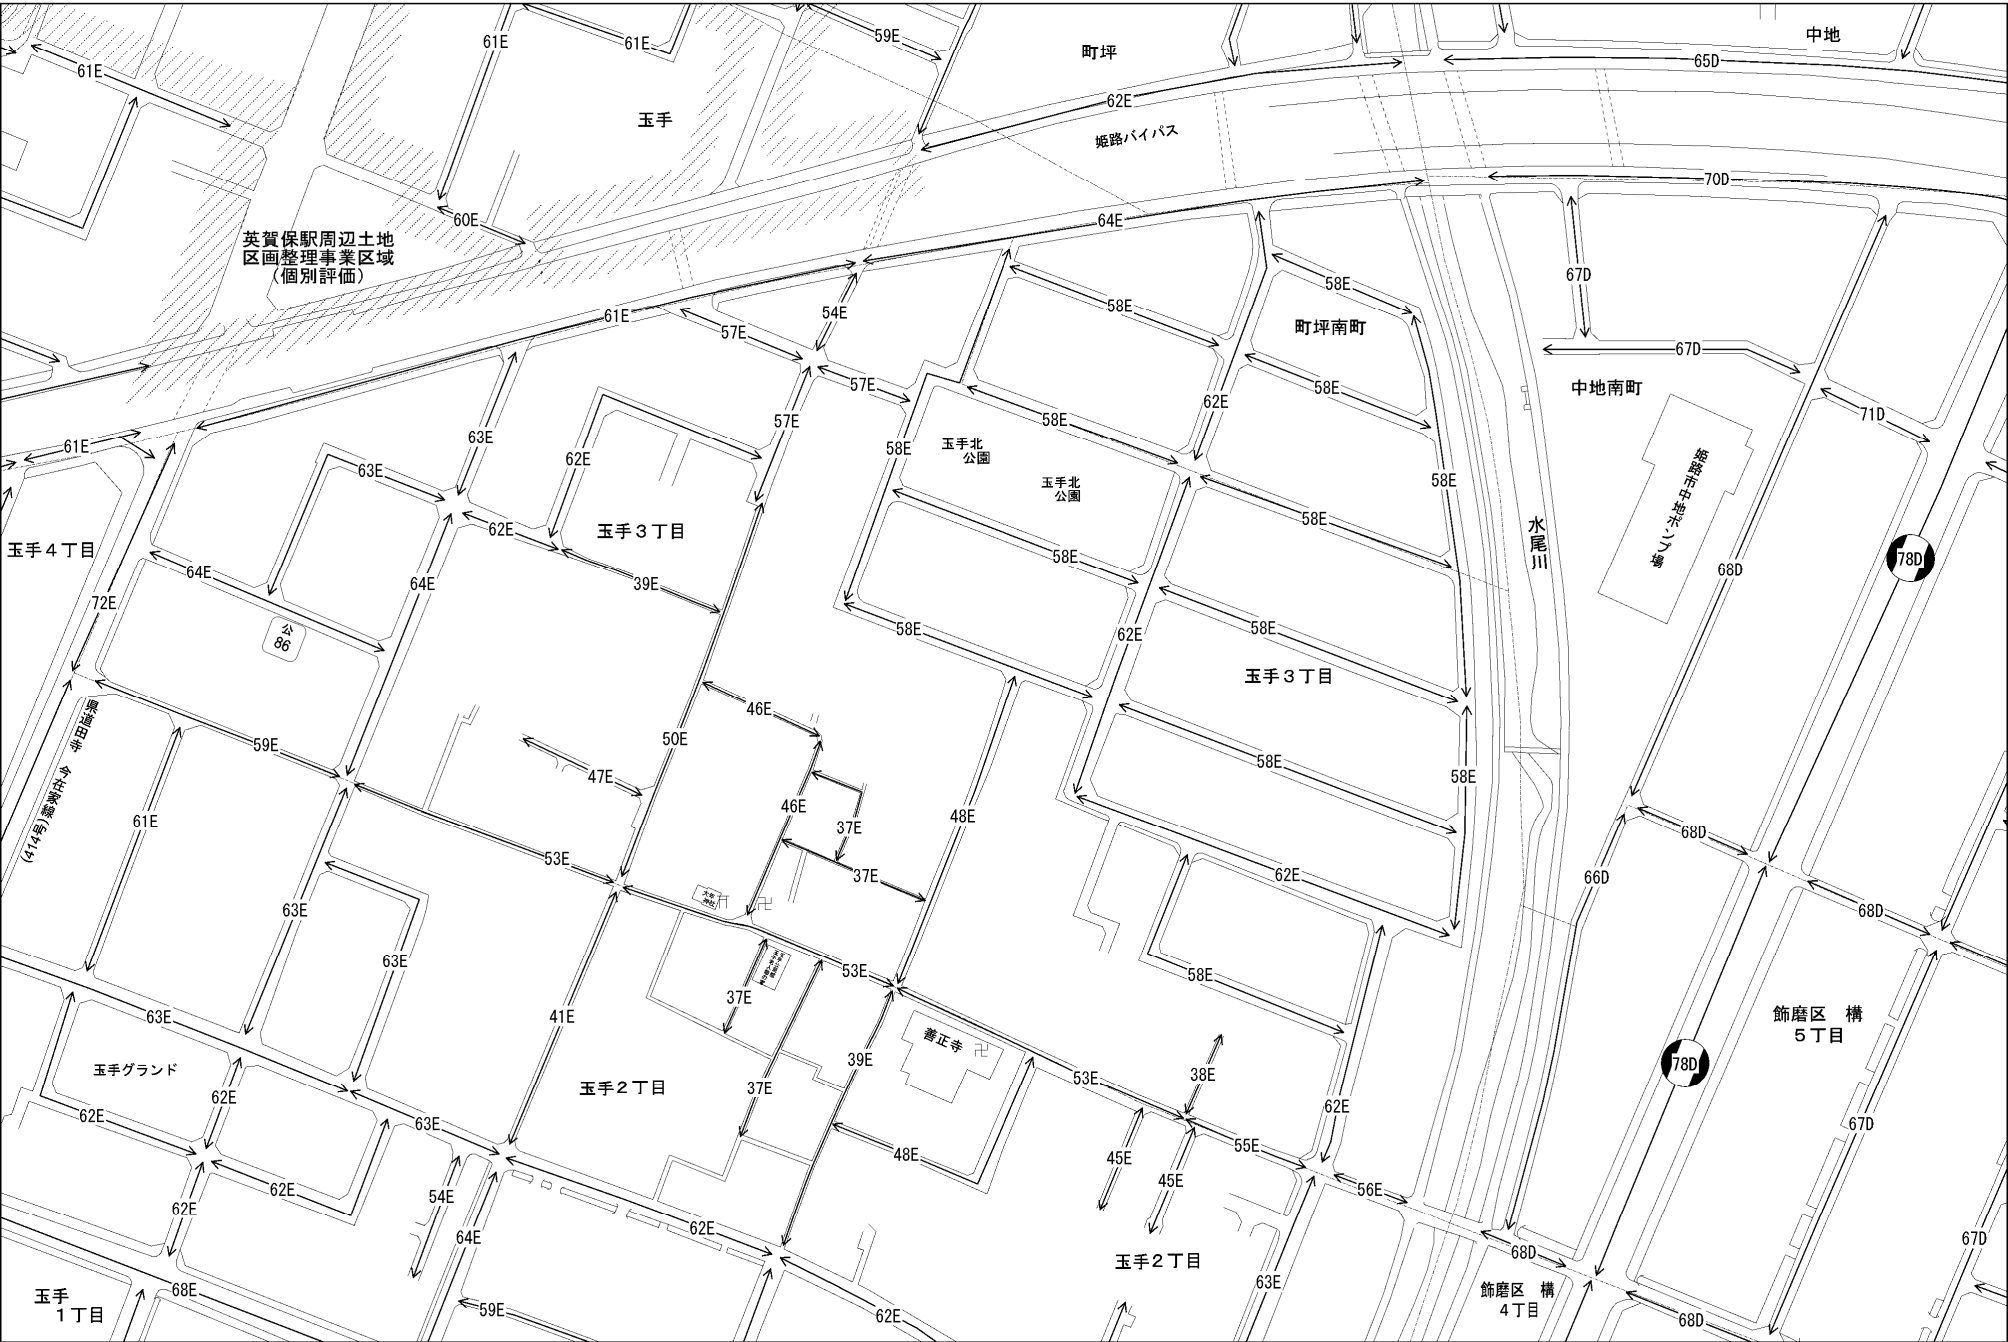 61E
61E
59E
町坪
中地
65D
61E
62E
玉手
姫路バイパス
70D
60E
64E
英賀保駅周辺土地
区画整理事業区域
(個別評価)
67D
58E
58E
54E
61E
57E
町坪南町
67D
57E
58E
中地南町
62E
71D
58E
57E
61E
63E
玉手北
公園
58E
62E
63E
玉手北
公園
58E
姫路市中地ポンプ場
58E
62E
玉手3丁目
水尾川
玉手4丁目
58E
78D
64E
64E
39E
68D
72E
58E
58E
62E
公
86
玉手3丁目
46E
県道田寺 今在家線
(414号)
59E
50E
58E
47E
58E
46E
61E
37E
48E
68D
53E
37E
62E
66D
大年
神社
63E
68D
63E
53E
58E
37E
63E
41E
飾磨区 構
5丁目
善正寺
39E
78D
玉手グランド
玉手2丁目
37E
53E
38E
62E
62E
62E
63E
67D
55E
48E
45E
45E
62E
54E
56E
62E
62E
64E
68D
67D
玉手2丁目
63E
68E
飾磨区 構
4丁目
玉手
1丁目
59E
62E
68D